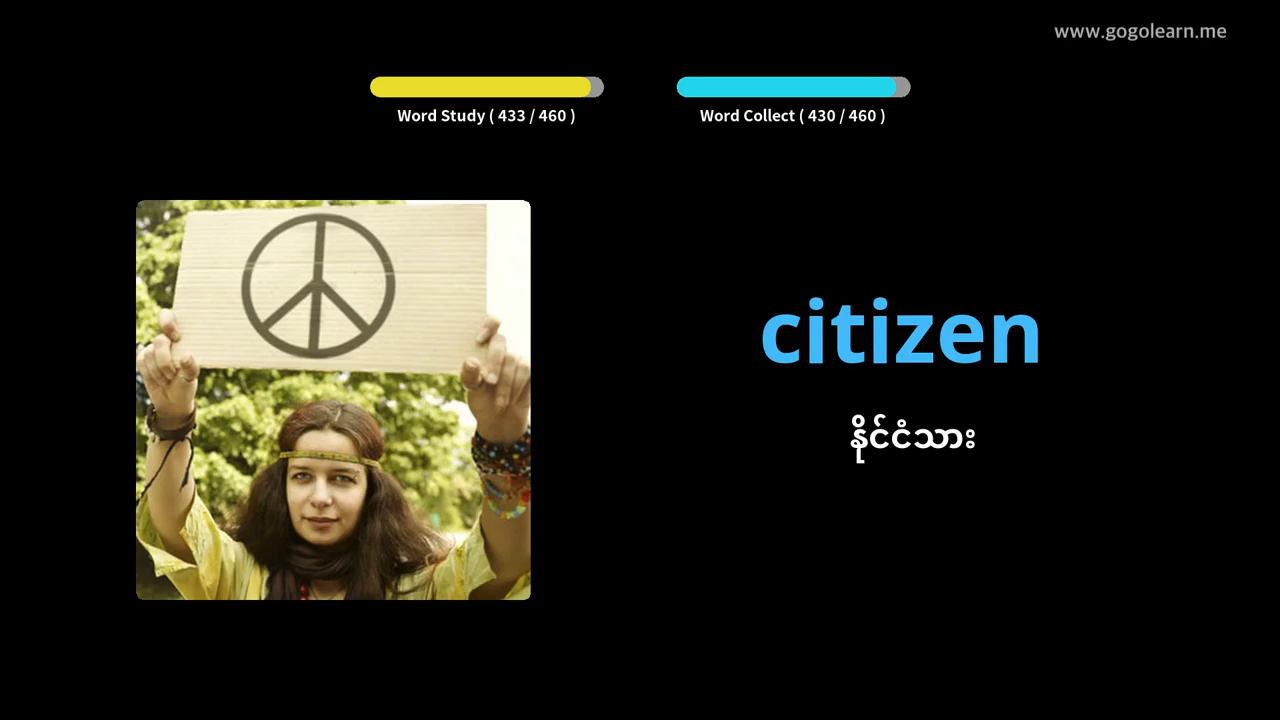 www.gogolearn.me
Word Study ( 433 / 460 )
Word Collect ( 430 / 460 )
citizen
နိုင်ငံသား